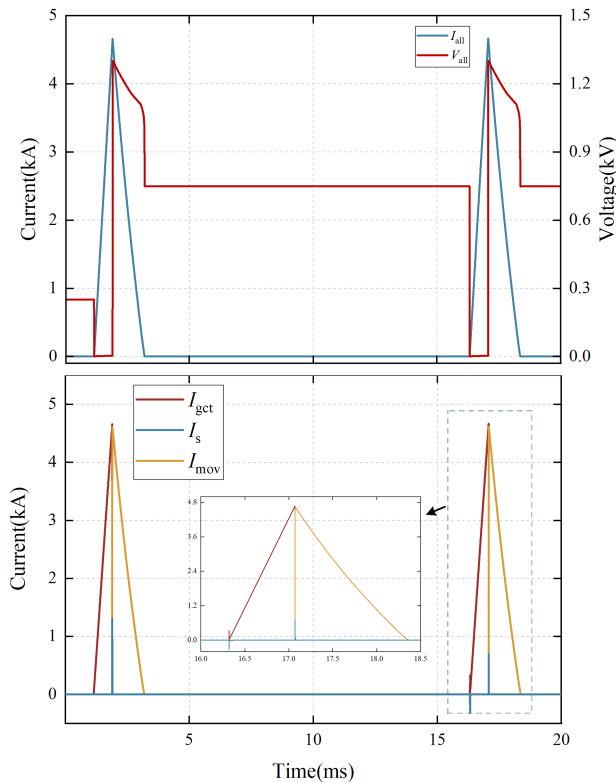 5
4
3
2
1
0
Current(kA)
1.5
1.2
0.9
0.6
0.3
0.0
Voltage(kV)
I_all
V_all
5
4
3
2
1
0
Current(kA)
I_gct
I_s
I_mov
4.8
3.6
2.4
1.2
0.0
16.0 16.5 17.0 17.5 18.0 18.5
5 10 15 20
Time(ms)